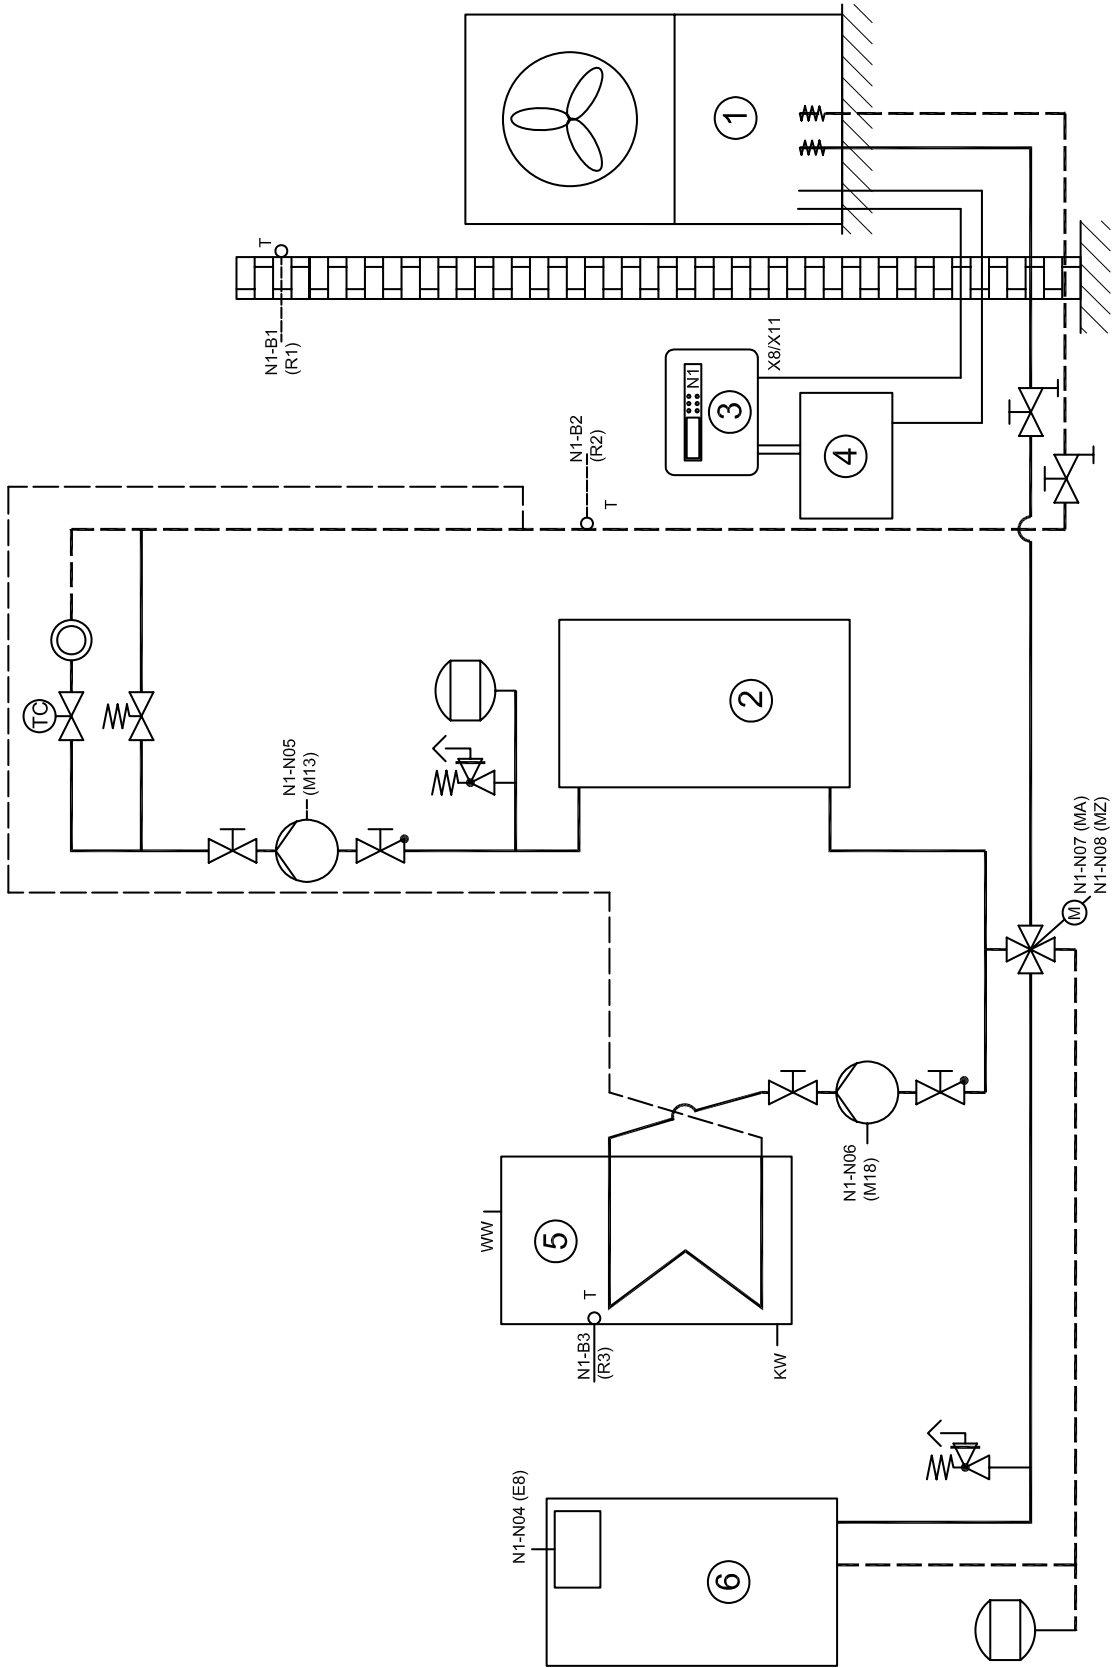 1
T
N1-B1
(R1)
X8/X11
N1
3
4
N1-B2
(R2)
T
TC
2
N1-N05
(M13)
N1-N07 (MA)
N1-N08 (MZ)
M
N1-N06
(M18)
WW
5
T
N1-B3
(R3)
KW
N1-N04 (E8)
6